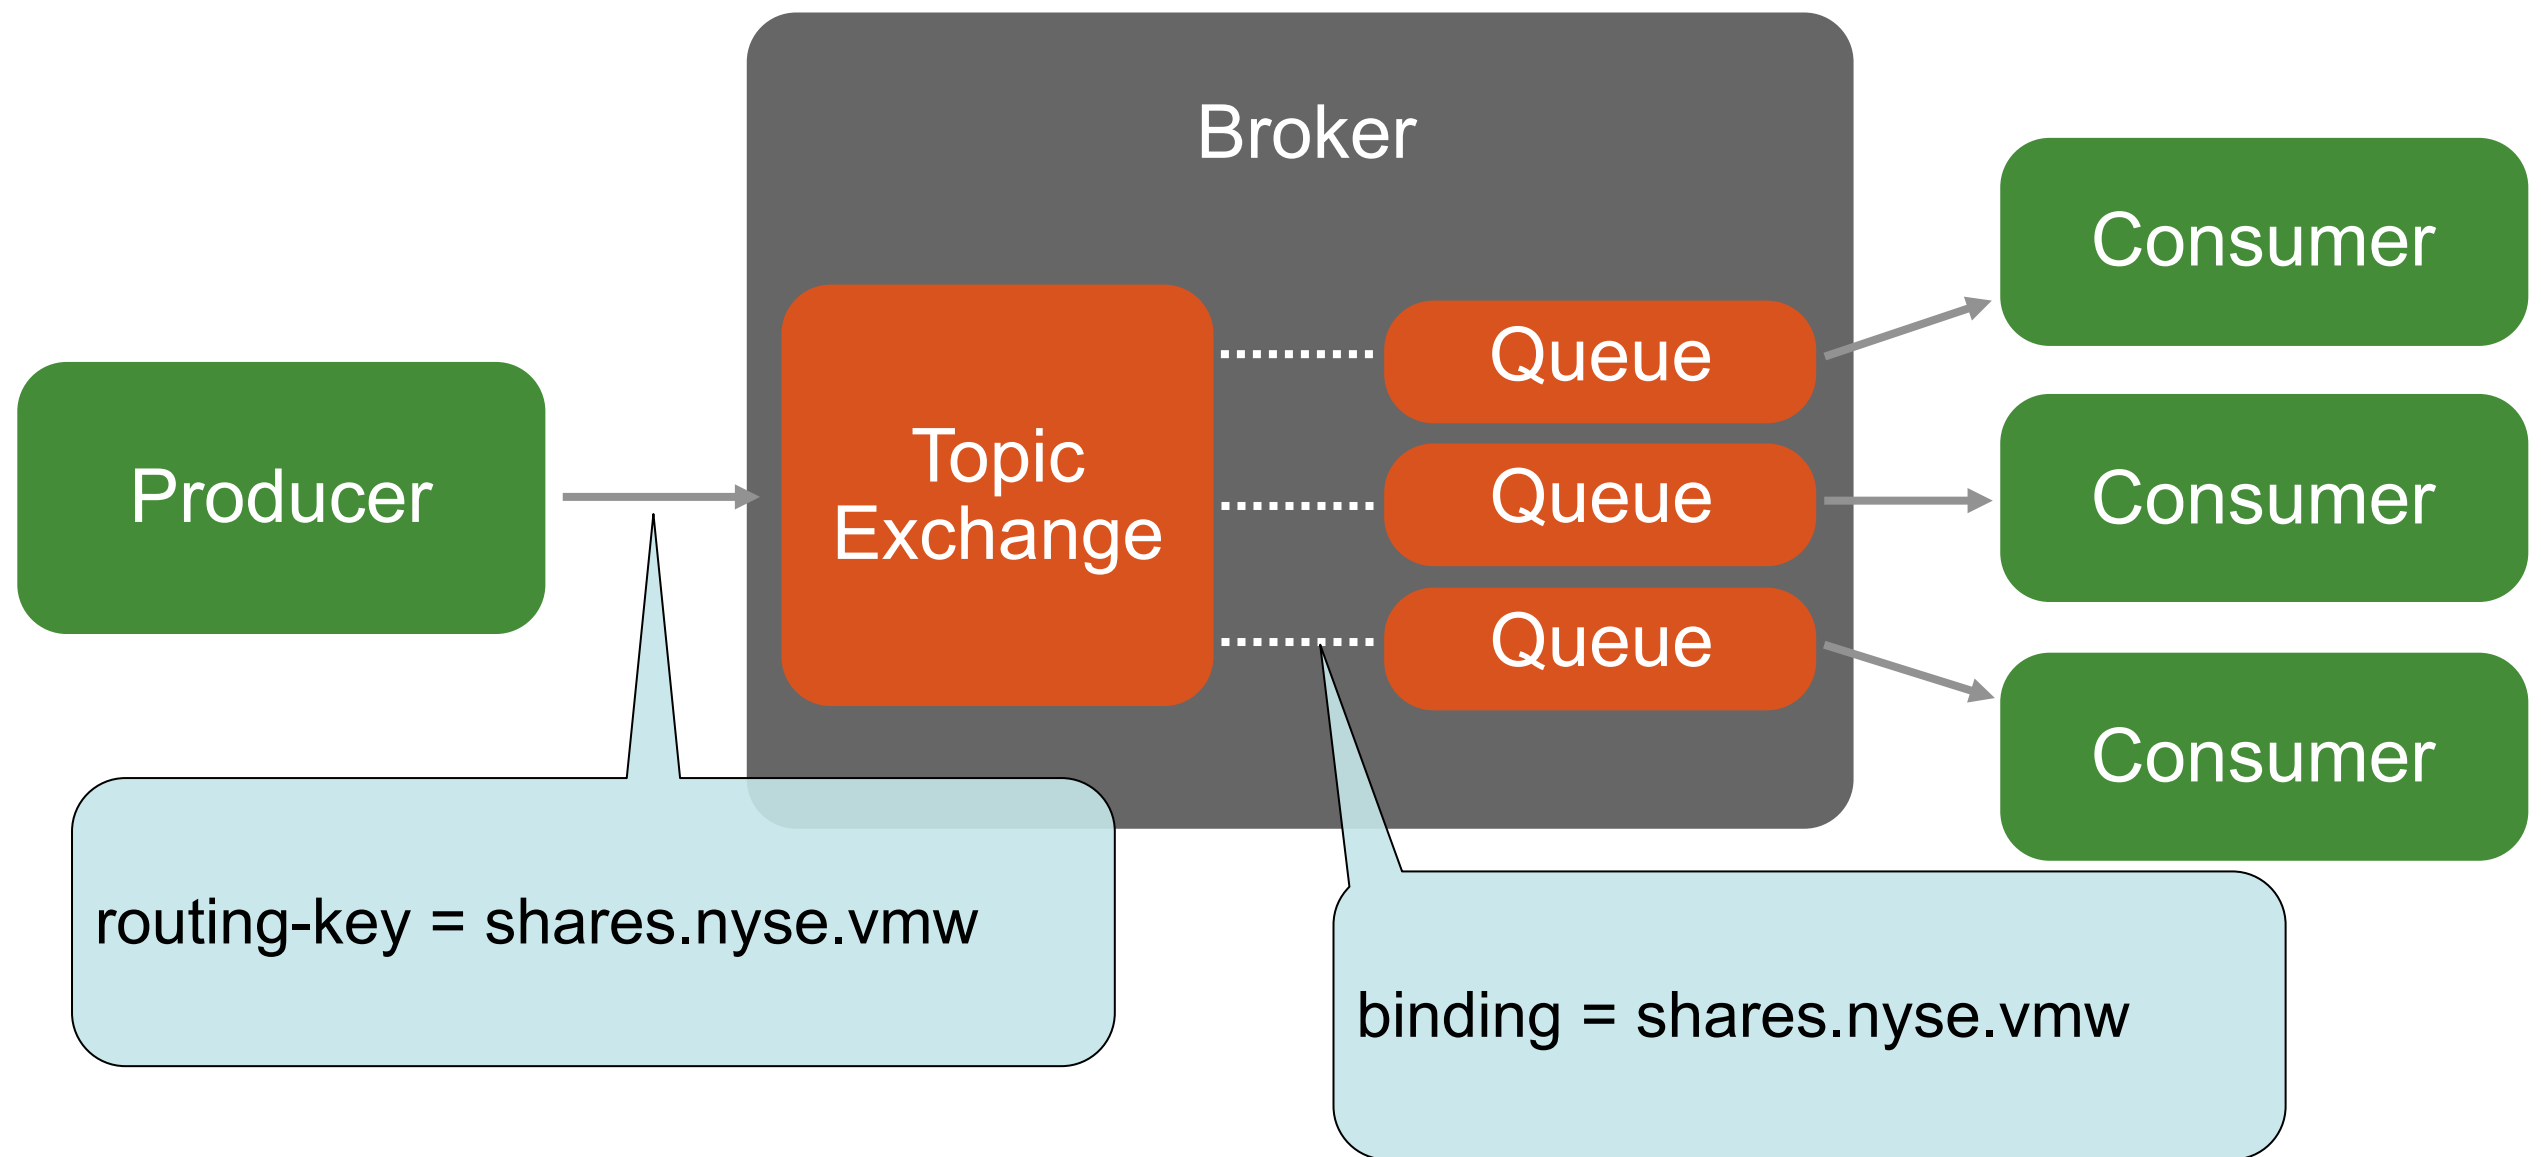 Broker
Producer
Topic
Exchange
Queue
Queue
Queue
Consumer
Consumer
Consumer
routing-key = shares.nyse.vmw
binding = shares.nyse.vmw